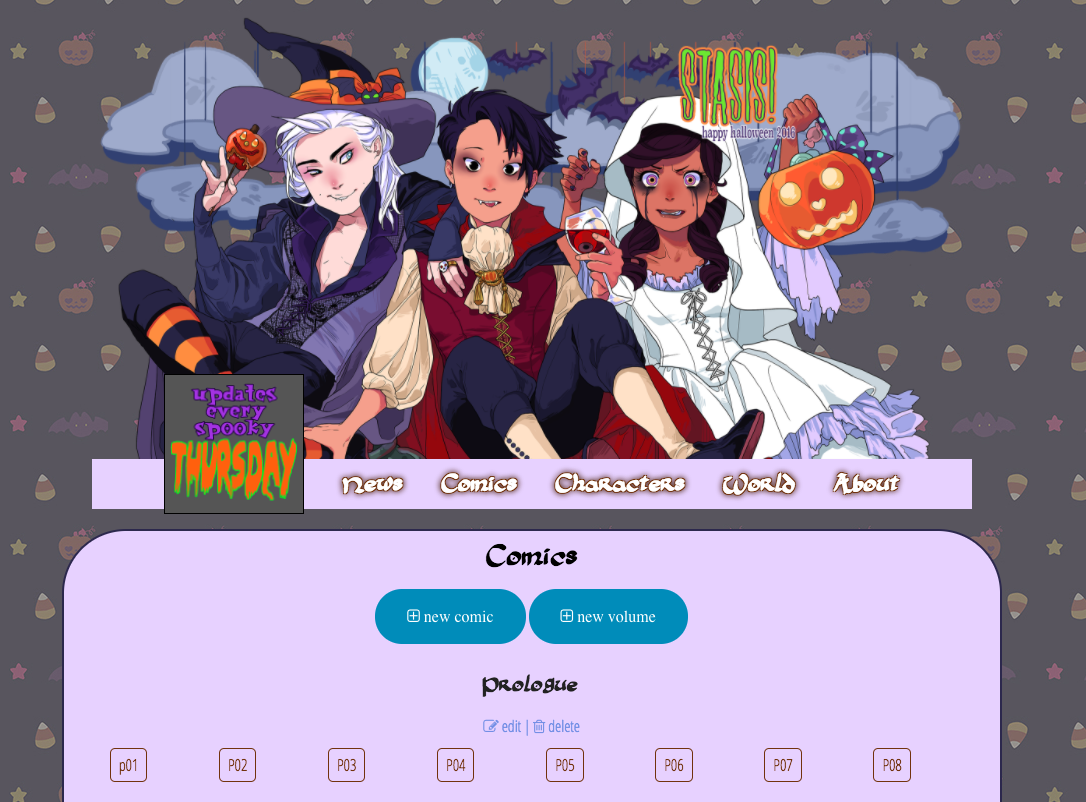 STASIS!
happy halloween 2016
updates
every
spooky
THURSDAY
News Comics Characters World About
Comics
new comic new volume
Prologue
edit | delete
p01 P02 P03 P04 P05 P06 P07 P08